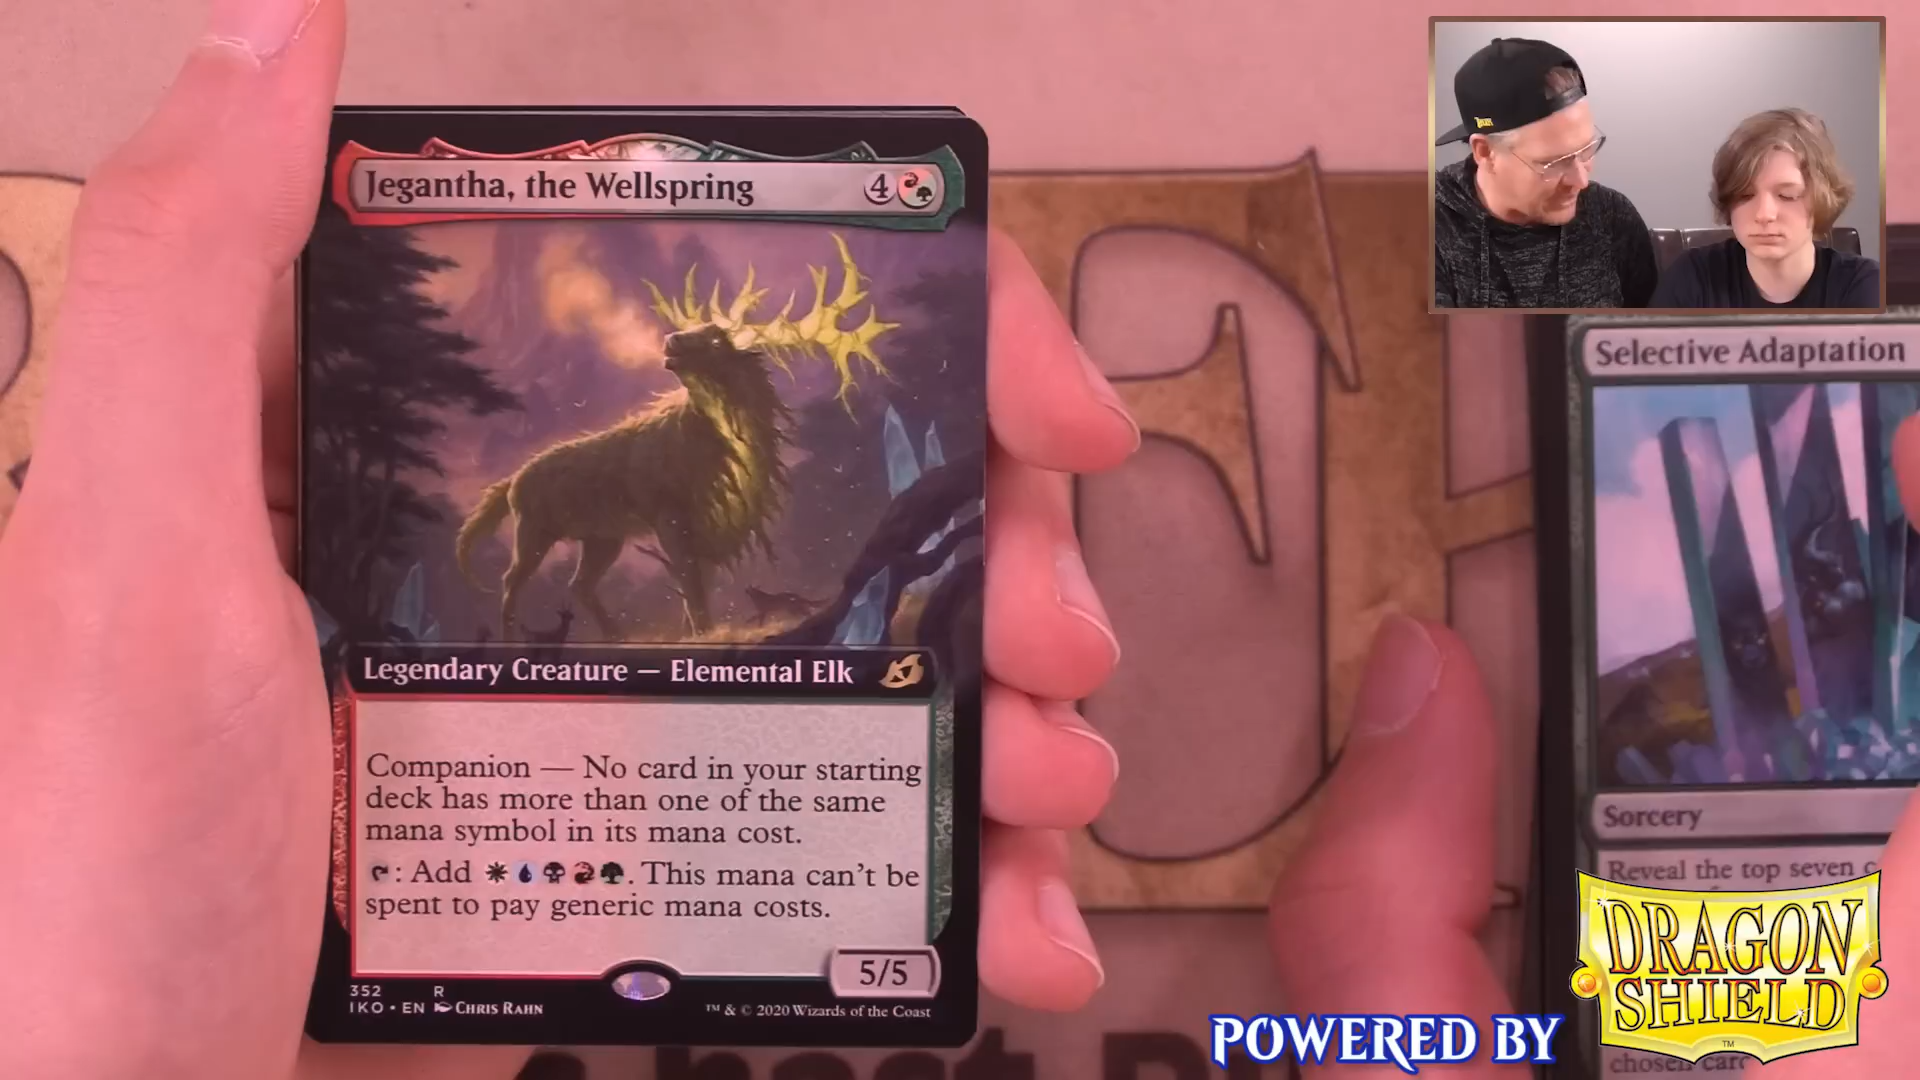 Jegantha, the Wellspring
4
Legendary Creature — Elemental Elk
Companion — No card in your starting
deck has more than one of the same
mana symbol in its mana cost.
: Add . This mana can't be
spent to pay generic mana costs.
5/5
352 R
IKO • EN Chris Rahn
™ & © 2020 Wizards of the Coast
Selective Adaptation
Sorcery
Reveal the top seven
chosen card
POWERED BY
DRAGON
SHIELD
™